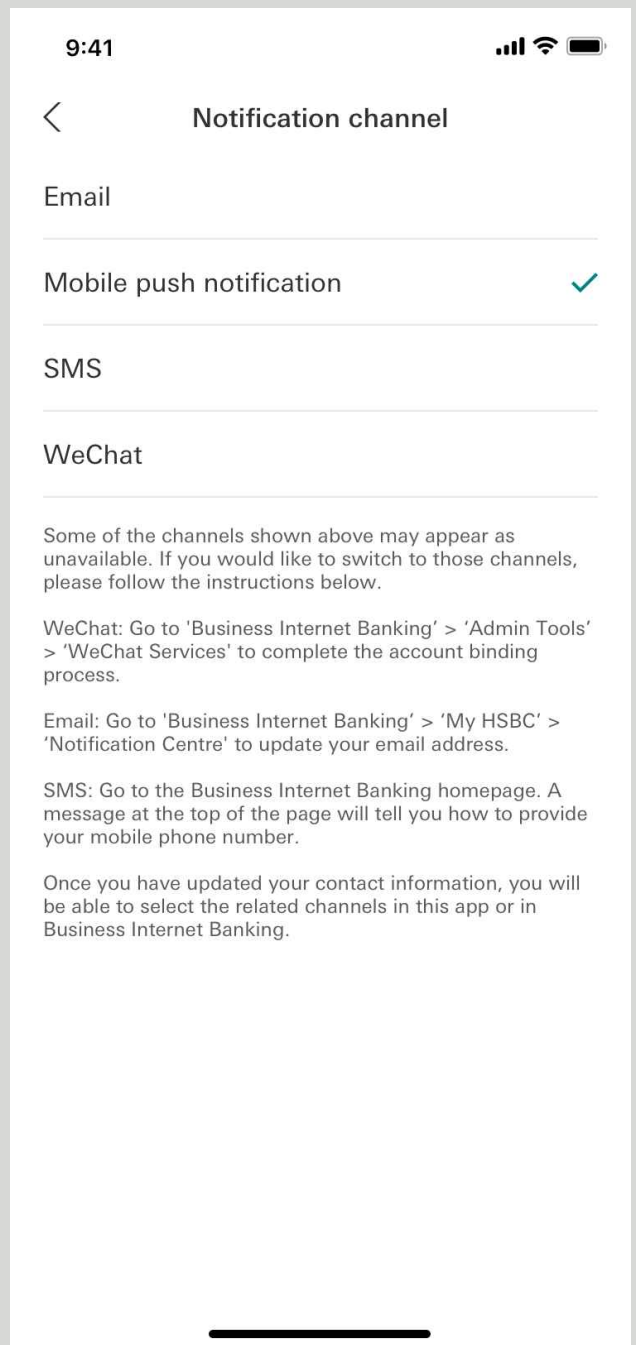 9:41
Notification channel
Email
Mobile push notification
SMS
WeChat
Some of the channels shown above may appear as
unavailable. If you would like to switch to those channels,
please follow the instructions below.
WeChat: Go to 'Business Internet Banking’ > ‘Admin Tools’
> ‘WeChat Services' to complete the account binding
process.
Email: Go to 'Business Internet Banking’ > ‘My HSBC’ >
‘Notification Centre' to update your email address.
SMS: Go to the Business Internet Banking homepage. A
message at the top of the page will tell you how to provide
your mobile phone number.
Once you have updated your contact information, you will
be able to select the related channels in this app or in
Business Internet Banking.